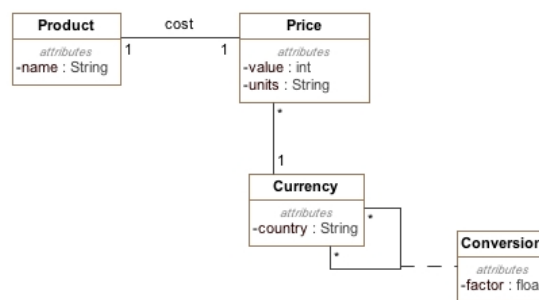 Product
attributes
-name : String
cost
1
1
Price
attributes
-value : int
-units : String
*
1
Currency
attributes
-country : String
*
*
Conversion
attributes
-factor : floa